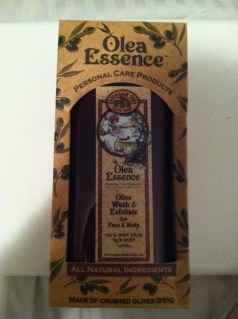 Olea
Essence
PERSONAL CARE PRODUCTS
Olea
Essence
Olive
Wash &
Exfoliate
for
Face & Body
ALL NATURAL INGREDIENTS
MADE OF CRUSHED OLIVES (85%)